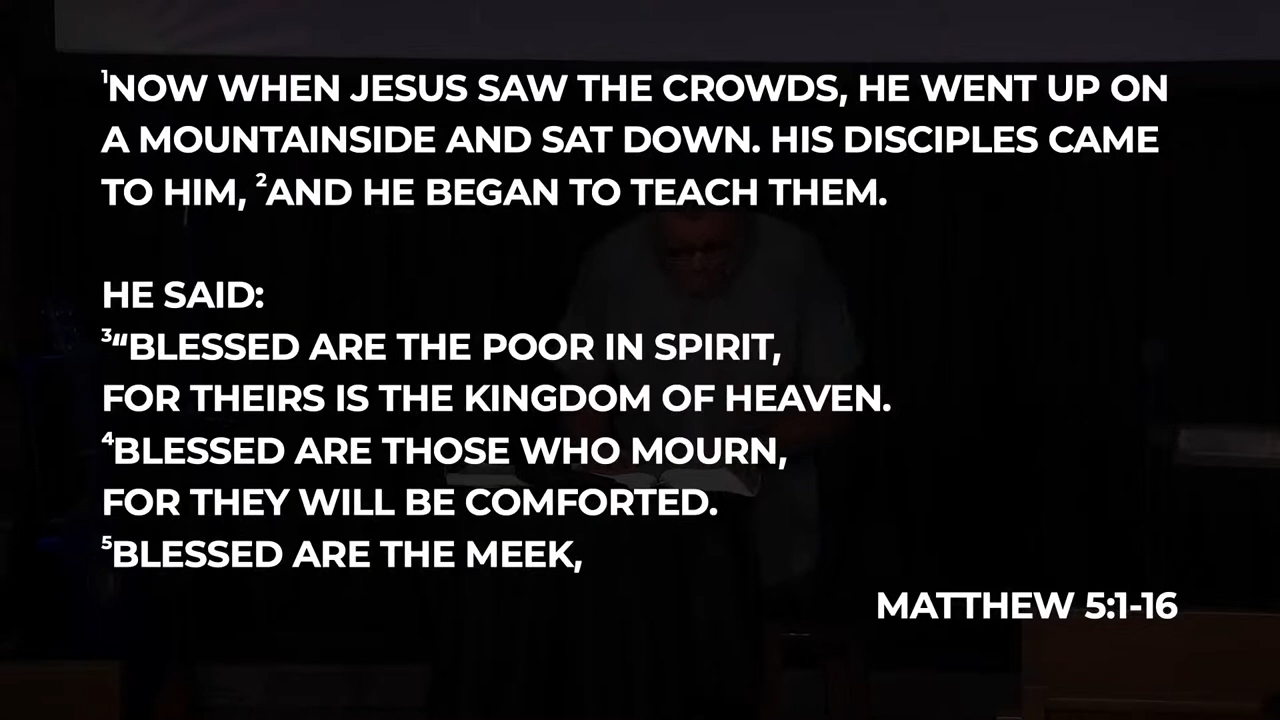 ¹NOW WHEN JESUS SAW THE CROWDS, HE WENT UP ON
A MOUNTAINSIDE AND SAT DOWN. HIS DISCIPLES CAME
TO HIM, ²AND HE BEGAN TO TEACH THEM.
HE SAID:
³“BLESSED ARE THE POOR IN SPIRIT,
FOR THEIRS IS THE KINGDOM OF HEAVEN.
⁴BLESSED ARE THOSE WHO MOURN,
FOR THEY WILL BE COMFORTED.
⁵BLESSED ARE THE MEEK,
MATTHEW 5:1-16